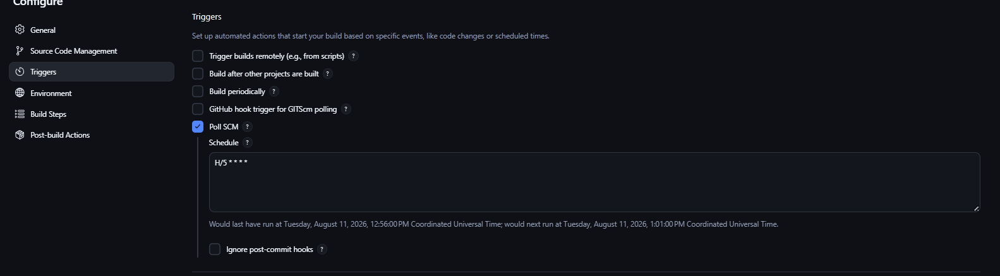 Configure
General
Source Code Management
Triggers
Environment
Build Steps
Post-build Actions
Triggers
Set up automated actions that start your build based on specific events, like code changes or scheduled times.
Trigger builds remotely (e.g., from scripts) ?
Build after other projects are built ?
Build periodically ?
GitHub hook trigger for GITScm polling ?
Poll SCM ?
Schedule ?
H/5 * * * *
Would last have run at Tuesday, August 11, 2026, 12:56:00 PM Coordinated Universal Time; would next run at Tuesday, August 11, 2026, 1:01:00 PM Coordinated Universal Time.
Ignore post-commit hooks ?